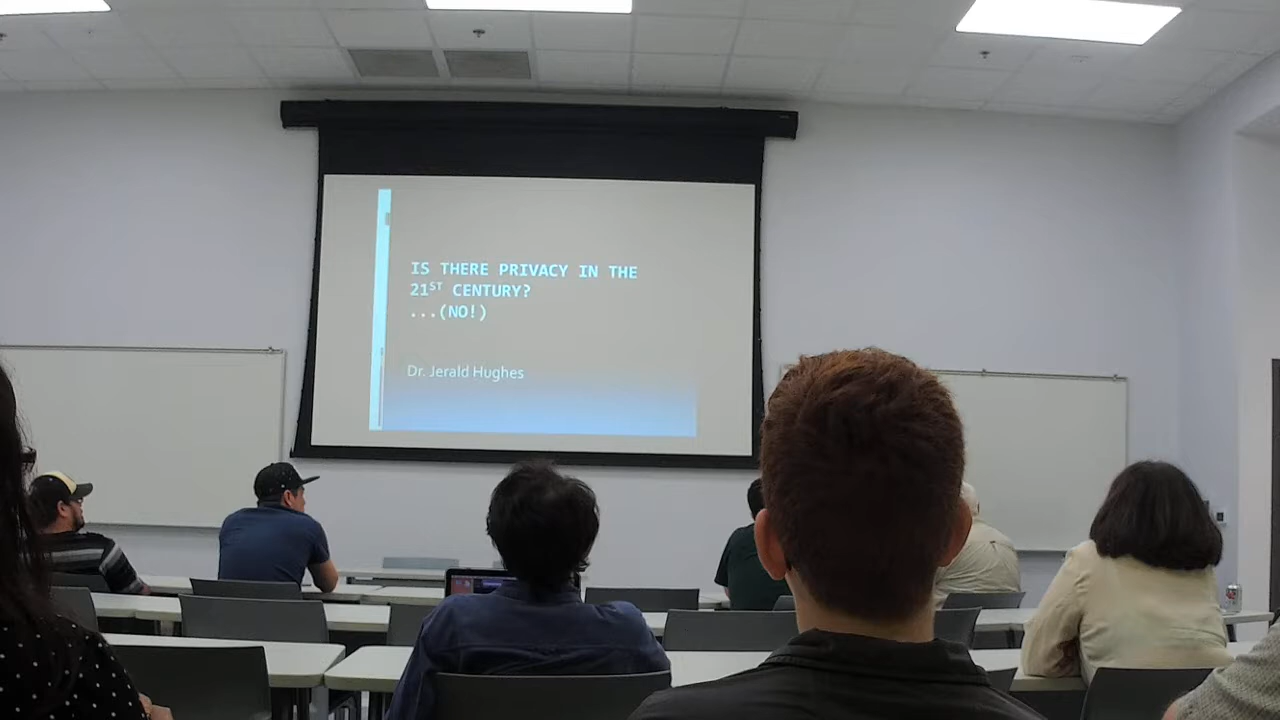 IS THERE PRIVACY IN THE
21ST CENTURY?
...(NO!)
Dr. Jerald Hughes